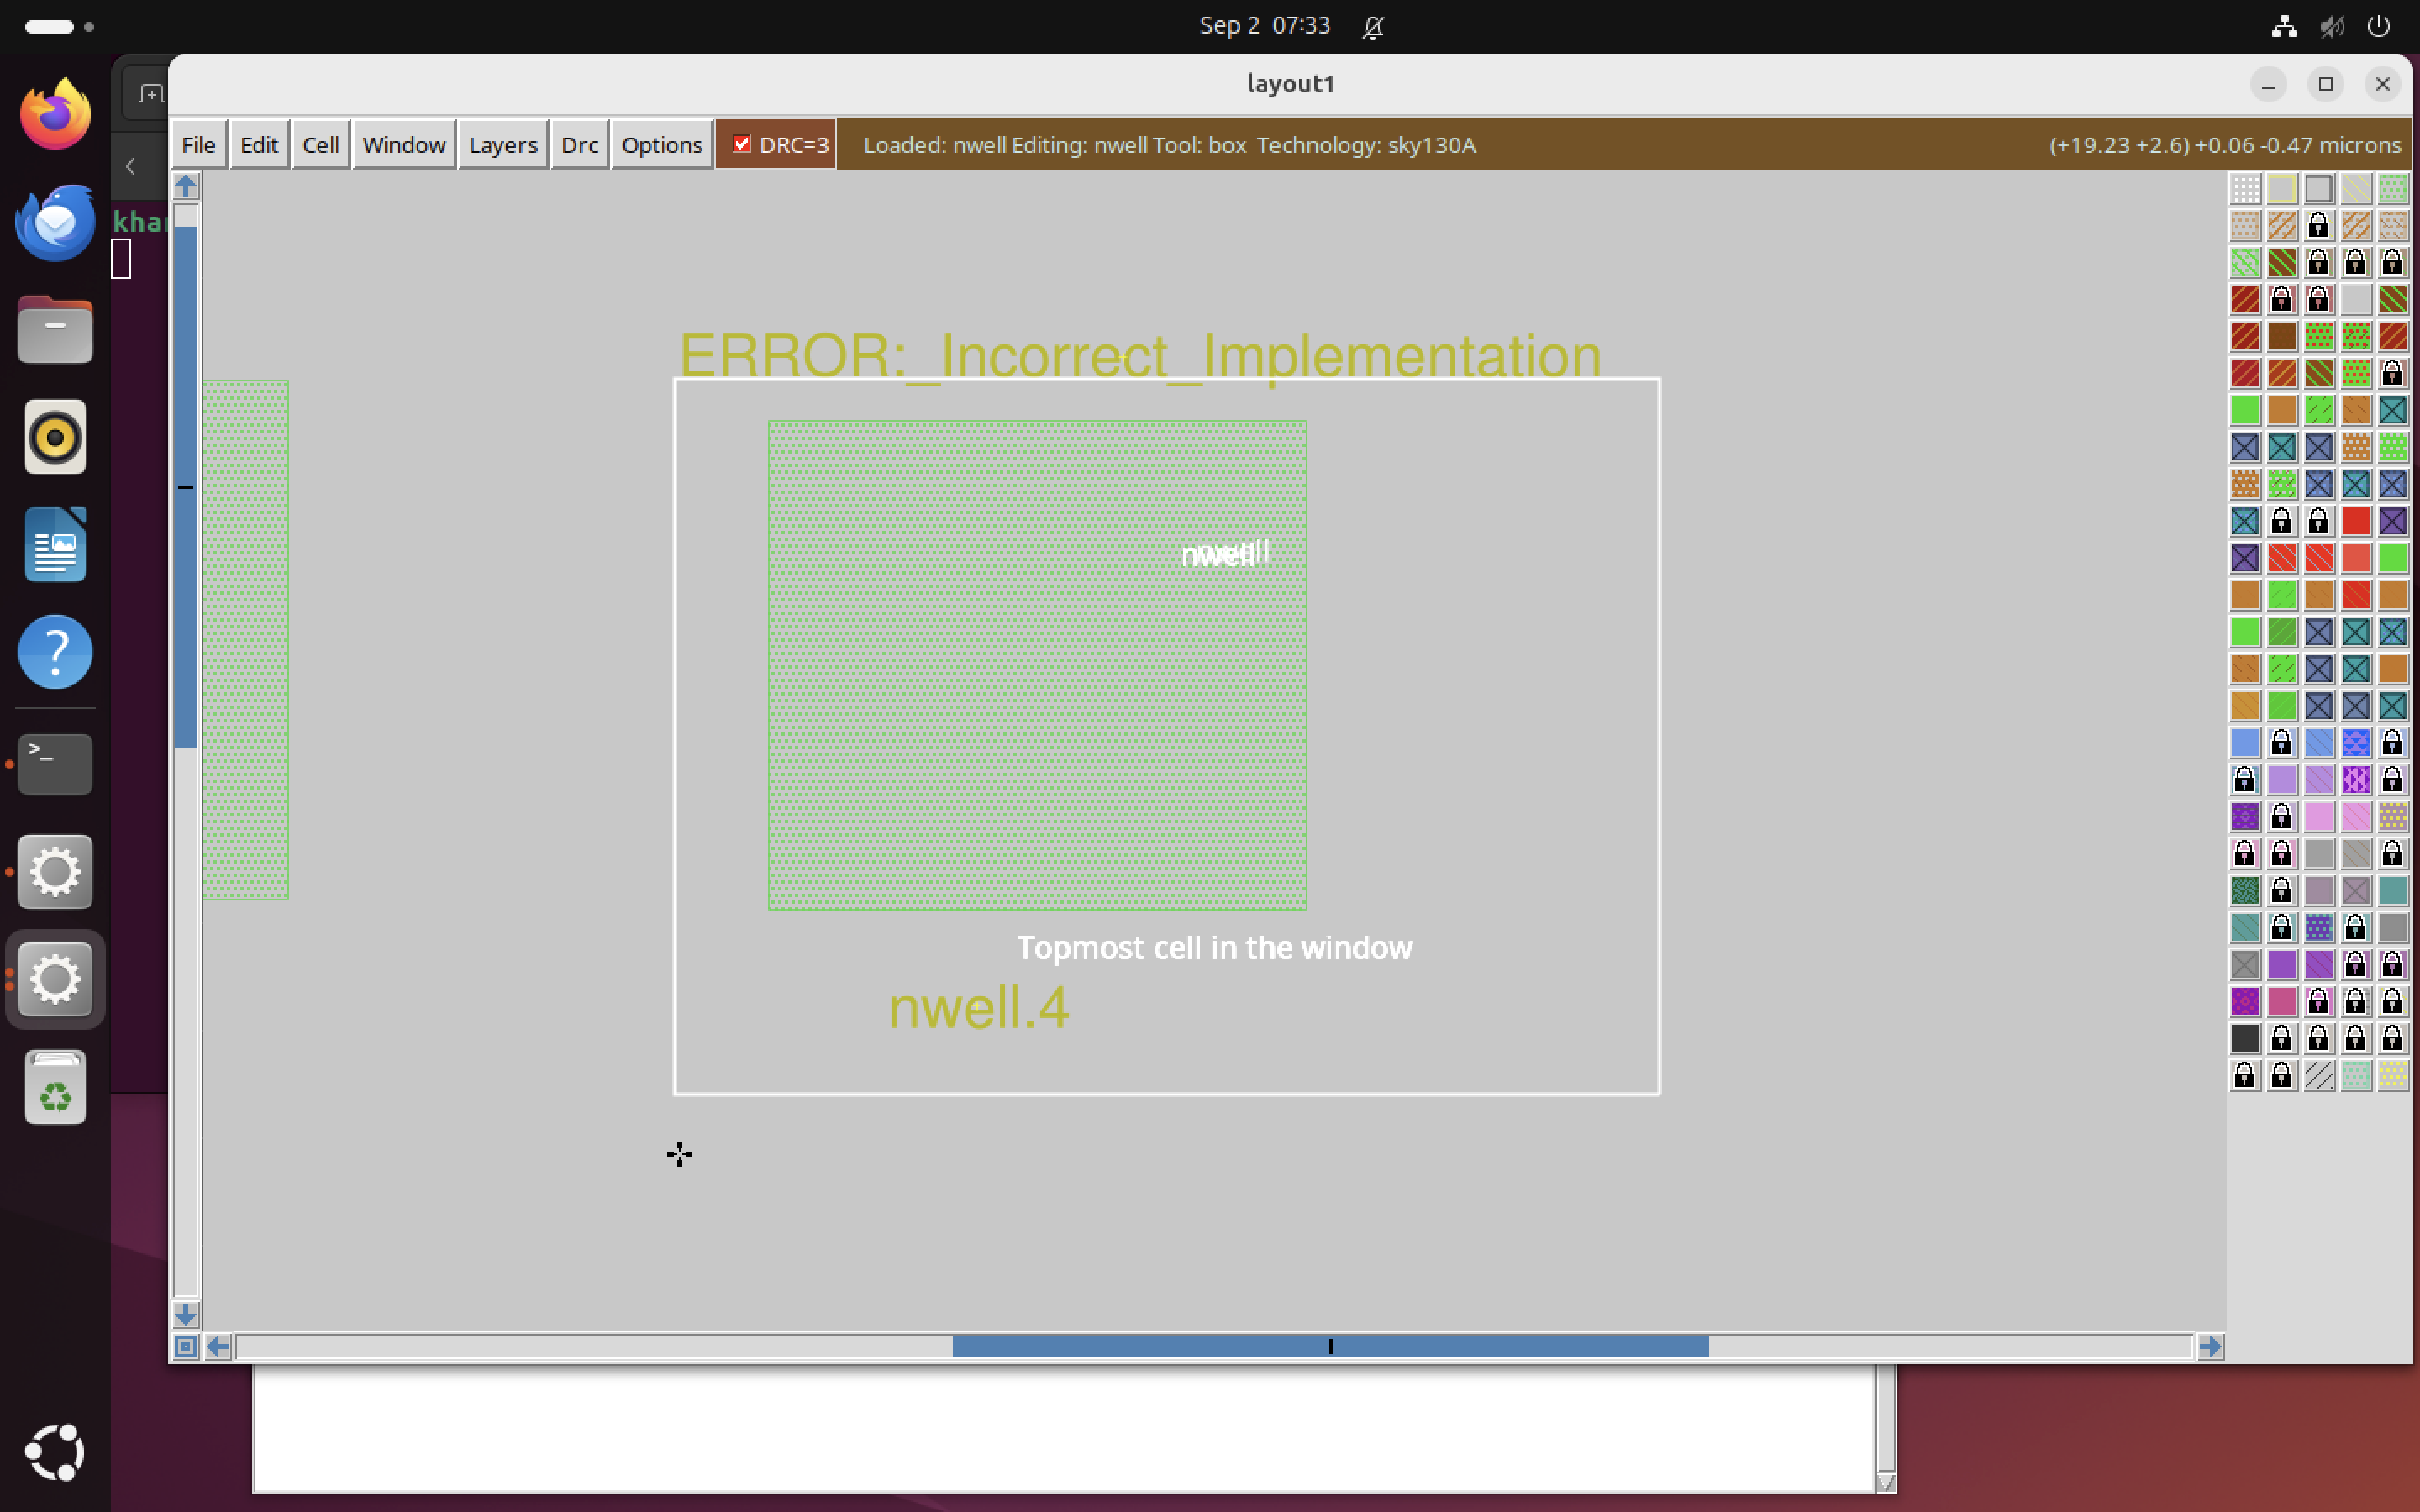 Sep 2 07:33
layout1
File Edit Cell Window Layers Drc Options DRC=3 Loaded: nwell Editing: nwell Tool: box Technology: sky130A (+19.23 +2.6) +0.06 -0.47 microns
ERROR:_Incorrect_Implementation
nwell
Topmost cell in the window
nwell.4